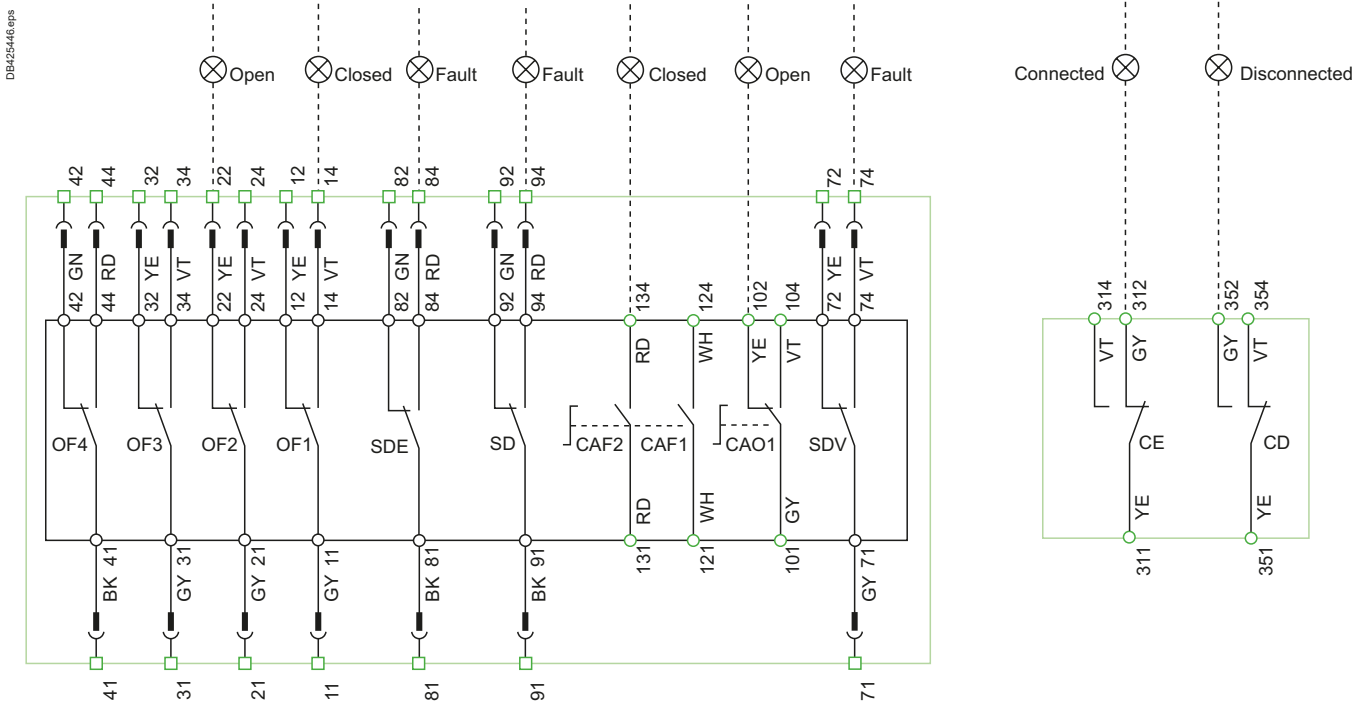 DB425446.eps
Open
Closed
Fault
Fault
Closed
Open
Fault
Connected
Disconnected
42 44 32 34 22 24 12 14 82 84 92 94 72 74
GN RD YE VT YE VT YE VT GN RD GN RD YE VT
42 44 32 34 22 24 12 14 82 84 92 94 134 124 102 104 72 74
314 312 352 354
RD WH YE VT
VT GY GY VT
OF4 OF3 OF2 OF1 SDE SD CAF2 CAF1 CAO1 SDV
CE CD
RD WH GY
YE YE
41 31 21 11 81 91 131 121 101 71
311 351
BK GY GY GY BK BK GY
41 31 21 11 81 91 71